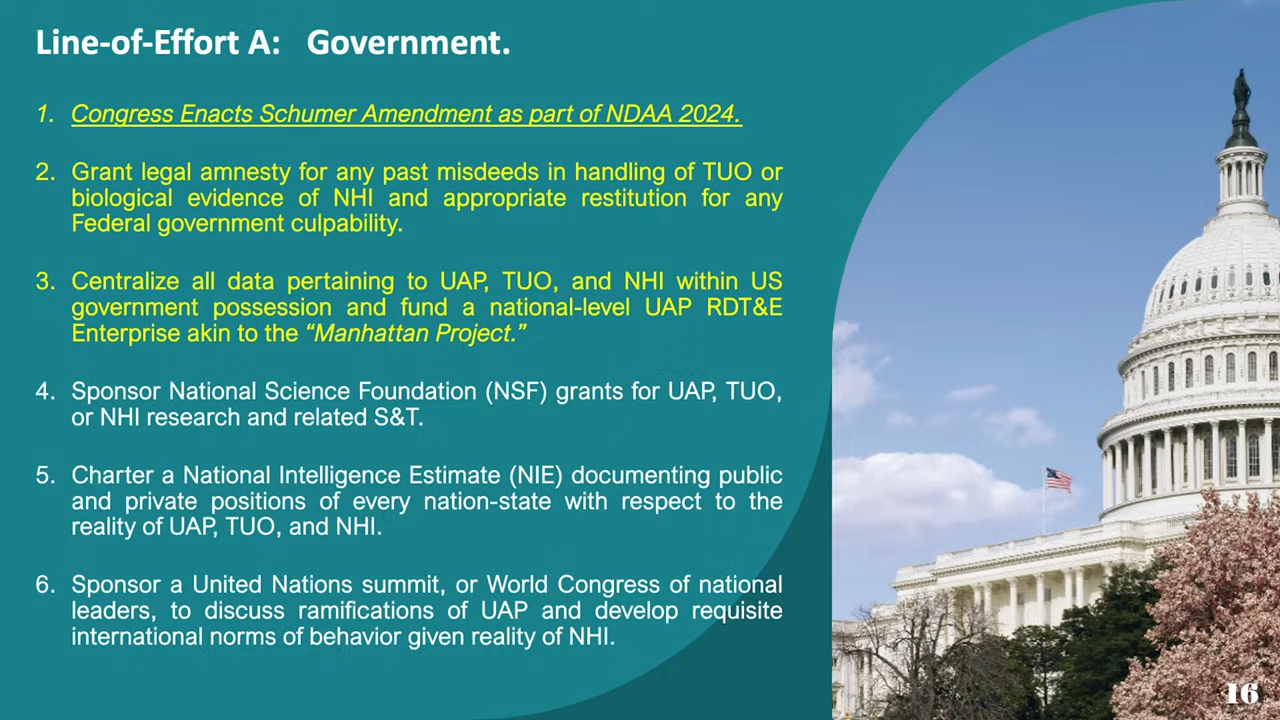 Line-of-Effort A: Government.
1. Congress Enacts Schumer Amendment as part of NDAA 2024.
2. Grant legal amnesty for any past misdeeds in handling of TUO or
biological evidence of NHI and appropriate restitution for any
Federal government culpability.
3. Centralize all data pertaining to UAP, TUO, and NHI within US
government possession and fund a national-level UAP RDT&E
Enterprise akin to the “Manhattan Project.”
4. Sponsor National Science Foundation (NSF) grants for UAP, TUO,
or NHI research and related S&T.
5. Charter a National Intelligence Estimate (NIE) documenting public
and private positions of every nation-state with respect to the
reality of UAP, TUO, and NHI.
6. Sponsor a United Nations summit, or World Congress of national
leaders, to discuss ramifications of UAP and develop requisite
international norms of behavior given reality of NHI.
16